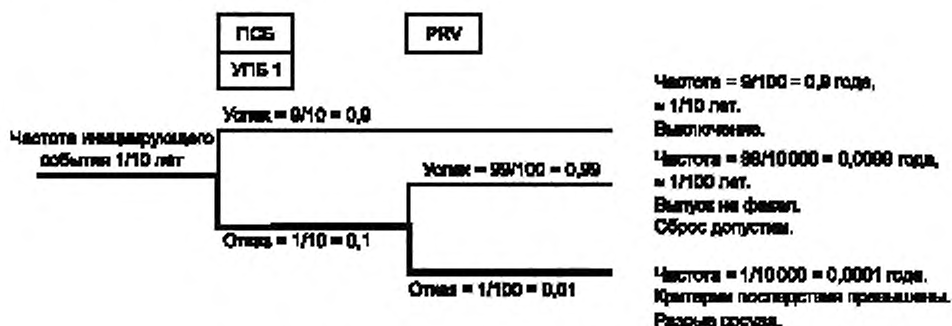 ПСБ
УПБ 1
PRV
Частота инициирующего
события 1/10 лет
Успех = 9/10 = 0,9
Отказ = 1/10 = 0,1
Успех = 99/100 = 0,99
Отказ = 1/100 = 0,01
Частота = 9/100 = 0,9 года,
≈ 1/10 лет.
Выключение.
Частота = 99/10000 = 0,0099 года,
≈ 1/100 лет.
Выпуск на факел.
Сброс допустим.
Частота = 1/10000 = 0,0001 года.
Критерии последствия превышены.
Разрыв сосуда.